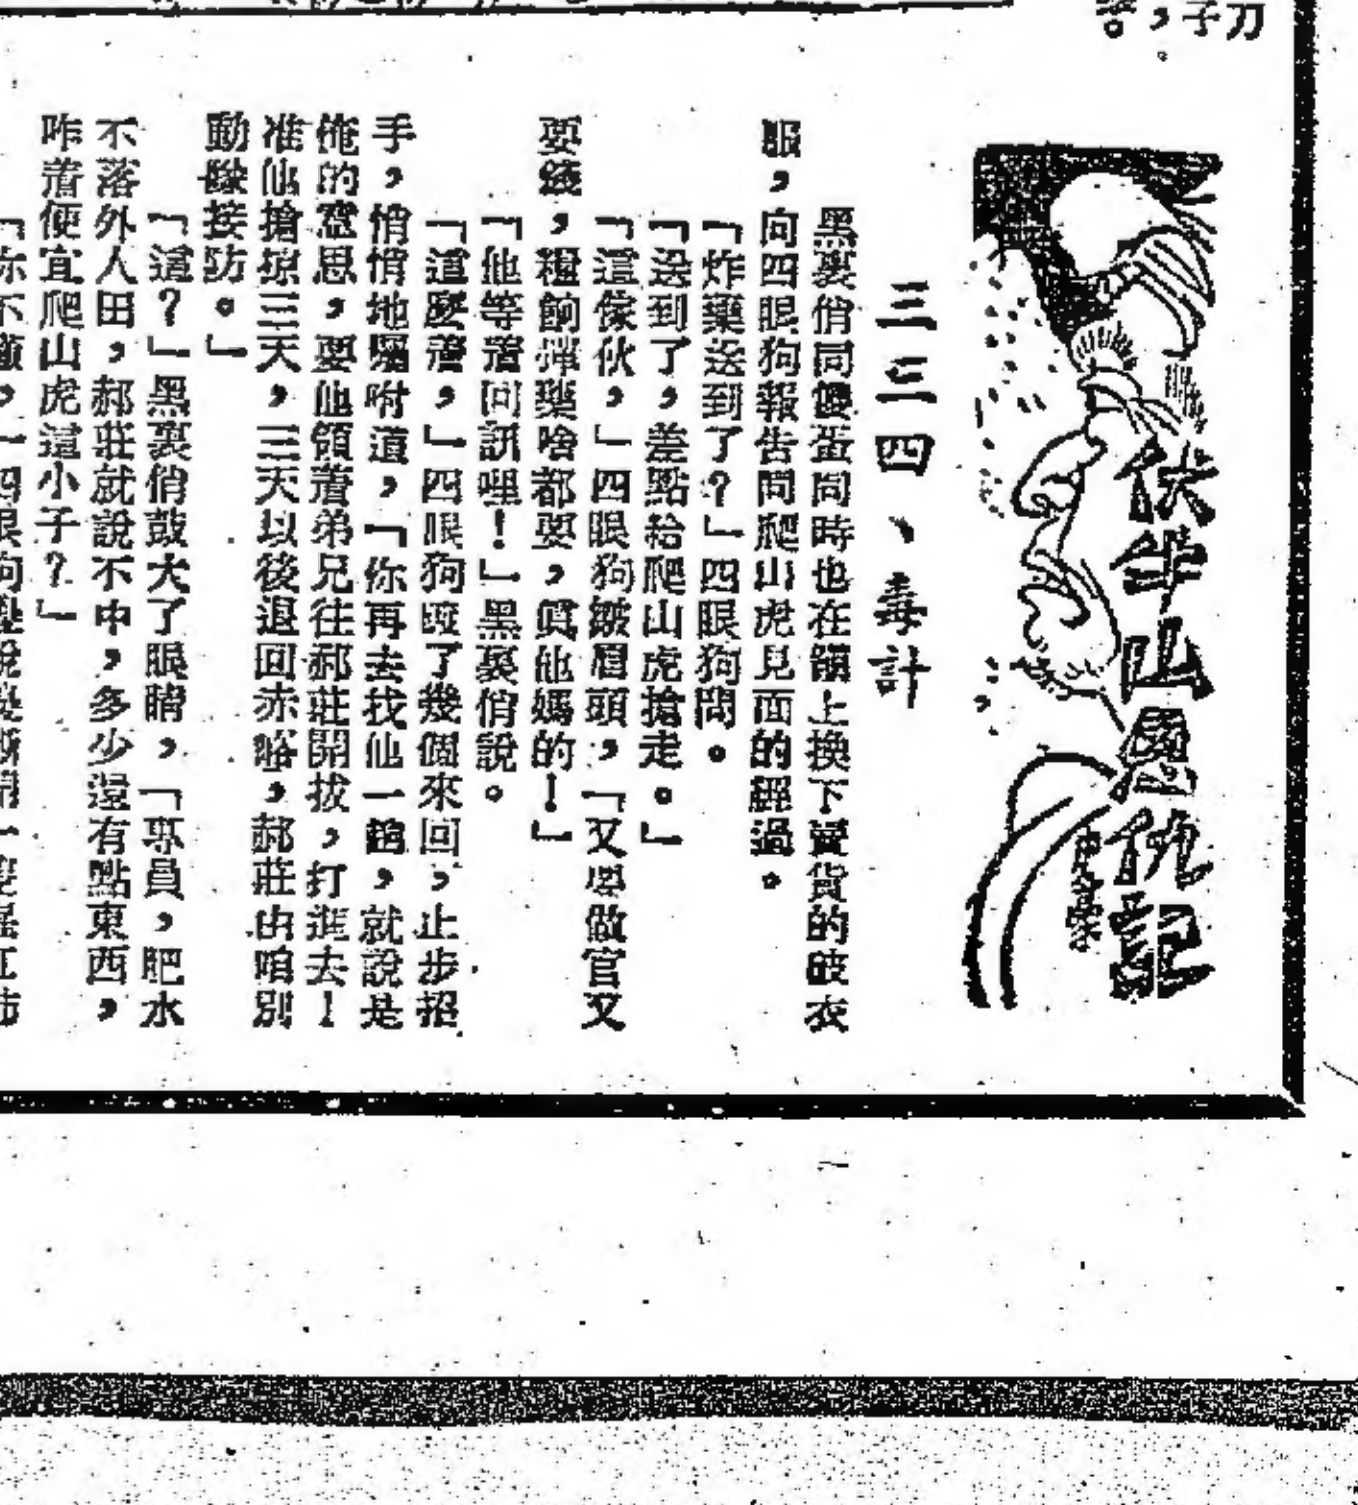 刀
子
伏牛山恩仇記
三三四、毒計
黑裏俏同傻蛋同時也在鎮上換下賣貨的破衣
服，向四眼狗報告問爬山虎見面的經過。
「炸藥送到了？」四眼狗問。
「送到了，差點給爬山虎搶走。」
「這傢伙，」四眼狗皺眉頭，「又要做官又
要錢，糧餉彈藥啥都要，眞他媽的！」
「他等着回訊哩！」黑裏俏說。
「這麼着，」四眼狗踱了幾個來回，止步招
手，悄悄地囑咐道，「你再去找他一趟，就說是
俺的意思，要他領着弟兄往郝莊開拔，打進去！
准他搶掠三天，三天以後退回赤峪，郝莊由咱別
動隊接防。」
「這？」黑裏俏鼓大了眼睛，「專員，肥水
不落外人田，郝莊就說不中，多少還有點東西，
咋着便宜爬山虎這小子？」